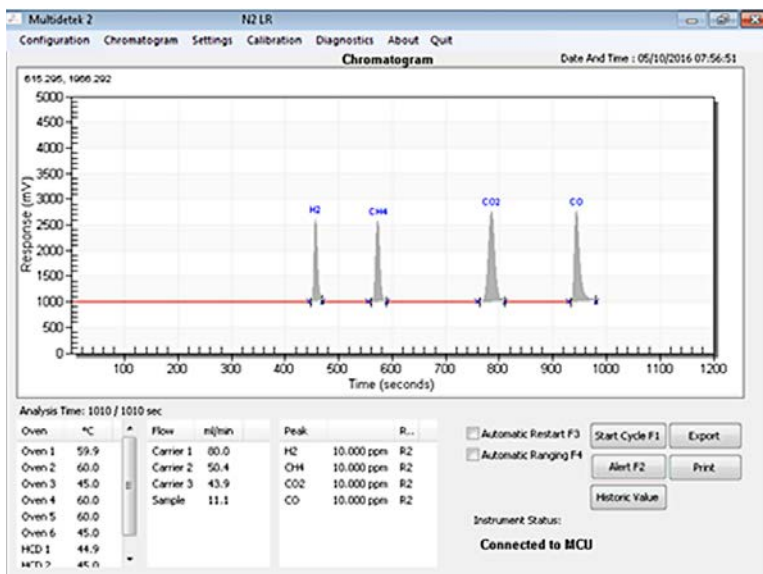 Multidetek 2 N2 LR
Configuration Chromatogram Settings Calibration Diagnostics About Quit
Chromatogram Date And Time : 05/10/2016 07:56:51
615.295, 1966.292
5000
4500
4000
3500
3000
2500
2000
1500
1000
500
0
Response (mV)
H2 CH4 CO2 CO
100 200 300 400 500 600 700 800 900 1000 1100 1200
Time (seconds)
Analysis Time: 1010 / 1010 sec
Oven °C
Oven 1 59.9
Oven 2 60.0
Oven 3 45.0
Oven 4 60.0
Oven 5 60.0
Oven 6 45.0
HCD 1 44.9
HCD 2 45.0
Flow ml/min
Carrier 1 80.0
Carrier 2 50.4
Carrier 3 43.9
Sample 11.1
Peak R...
H2 10.000 ppm R2
CH4 10.000 ppm R2
CO2 10.000 ppm R2
CO 10.000 ppm R2
Automatic Restart F3
Automatic Ranging F4
Start Cycle F1 Export
Alert F2 Print
Historic Value
Instrument Status:
Connected to MCU